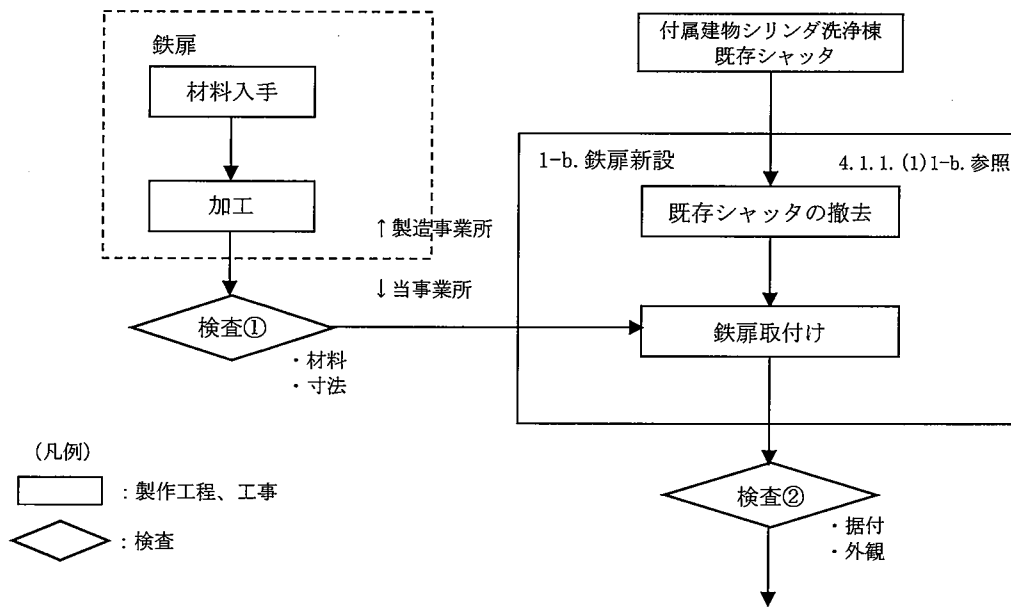 鉄扉
材料入手
加工
↑製造事業所
↓当事業所
検査①
・材料
・寸法
付属建物シリンダ洗浄棟
既存シャッタ
1-b.鉄扉新設
4.1.1.(1)1-b.参照
既存シャッタの撤去
鉄扉取付け
検査②
・据付
・外観
(凡例)
：製作工程、工事
：検査